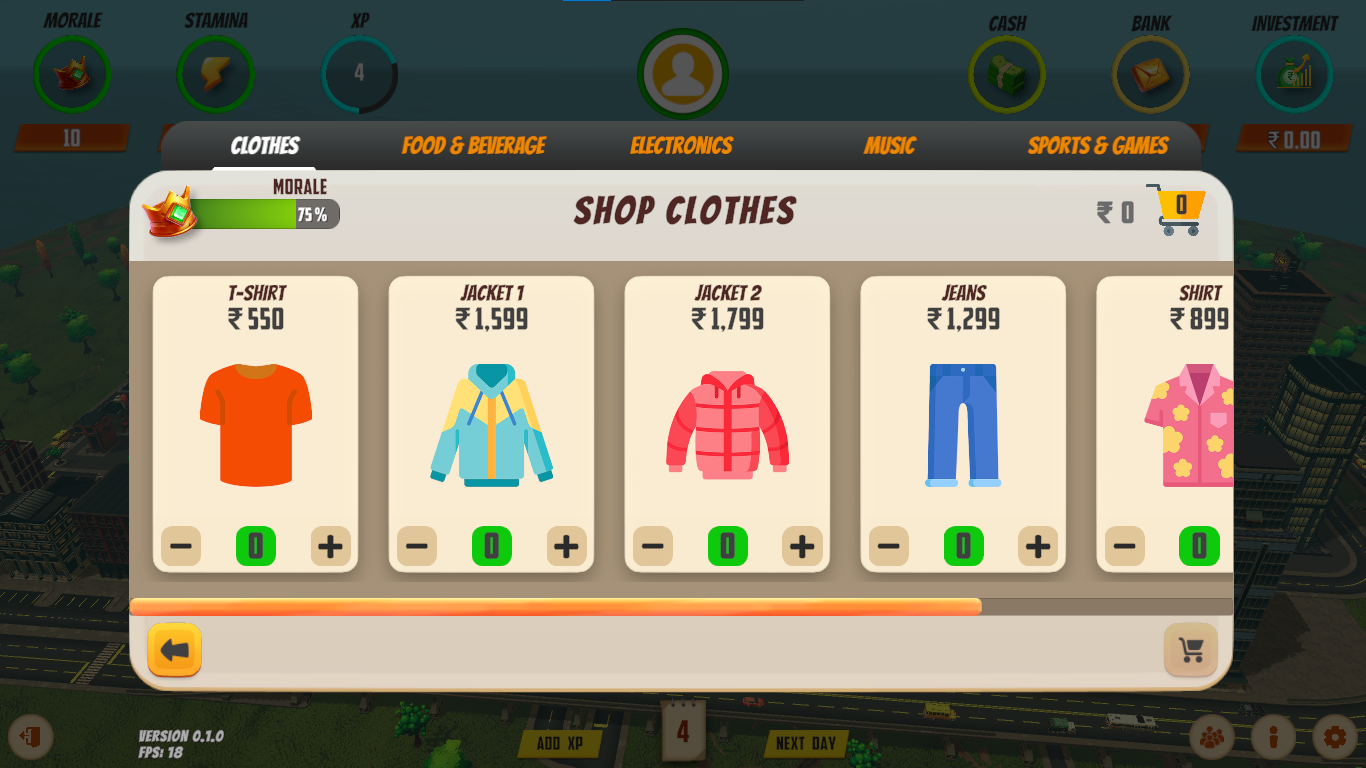 MORALE
STAMINA
XP
CASH
BANK
INVESTMENT
4
10
₹ 0.00
CLOTHES
FOOD & BEVERAGE
ELECTRONICS
MUSIC
SPORTS & GAMES
MORALE
75%
SHOP CLOTHES
₹ 0
0
T-SHIRT
₹ 550
JACKET 1
₹ 1,599
JACKET 2
₹ 1,799
JEANS
₹ 1,299
SHIRT
₹ 899
0
0
0
0
0
VERSION 0.1.0
FPS: 18
ADD XP
4
NEXT DAY